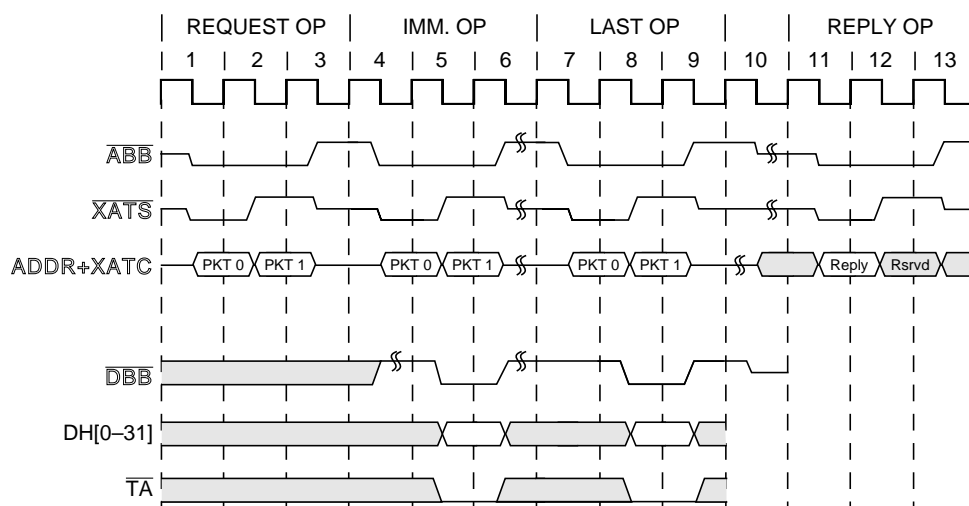 REQUEST OP IMM. OP LAST OP REPLY OP
1 2 3 4 5 6 7 8 9 10 11 12 13
ABB
XATS
ADDR+XATC PKT 0 PKT 1 PKT 0 PKT 1 PKT 0 PKT 1 Reply Rsrvd
DBB
DH[0–31]
TA